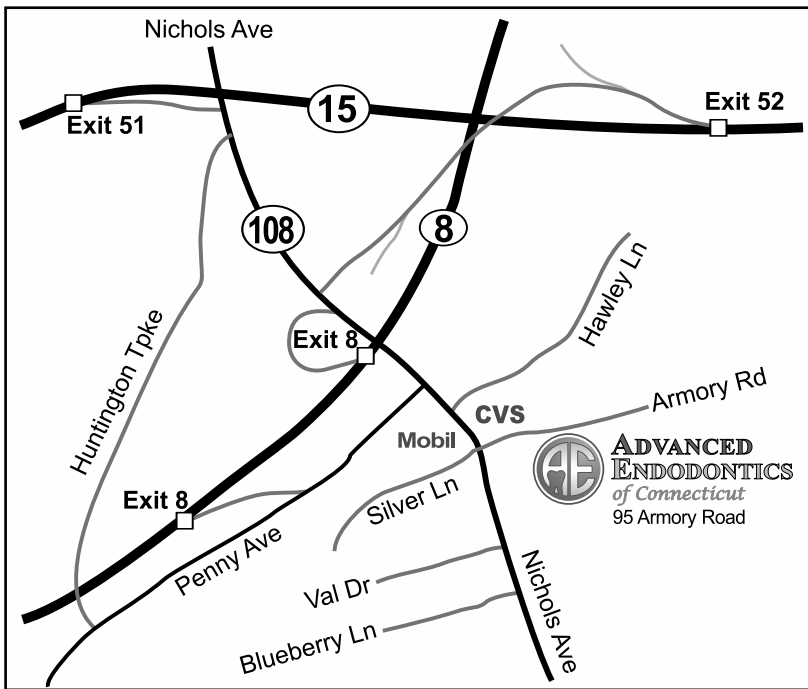 Nichols Ave
15
Exit 51
Exit 52
108
8
Hawley Ln
Huntington Tpke
Exit 8
CVS
Armory Rd
Mobil
AE
ADVANCED
ENDODONTICS
of Connecticut
95 Armory Road
Silver Ln
Exit 8
Penny Ave
Val Dr
Nichols Ave
Blueberry Ln